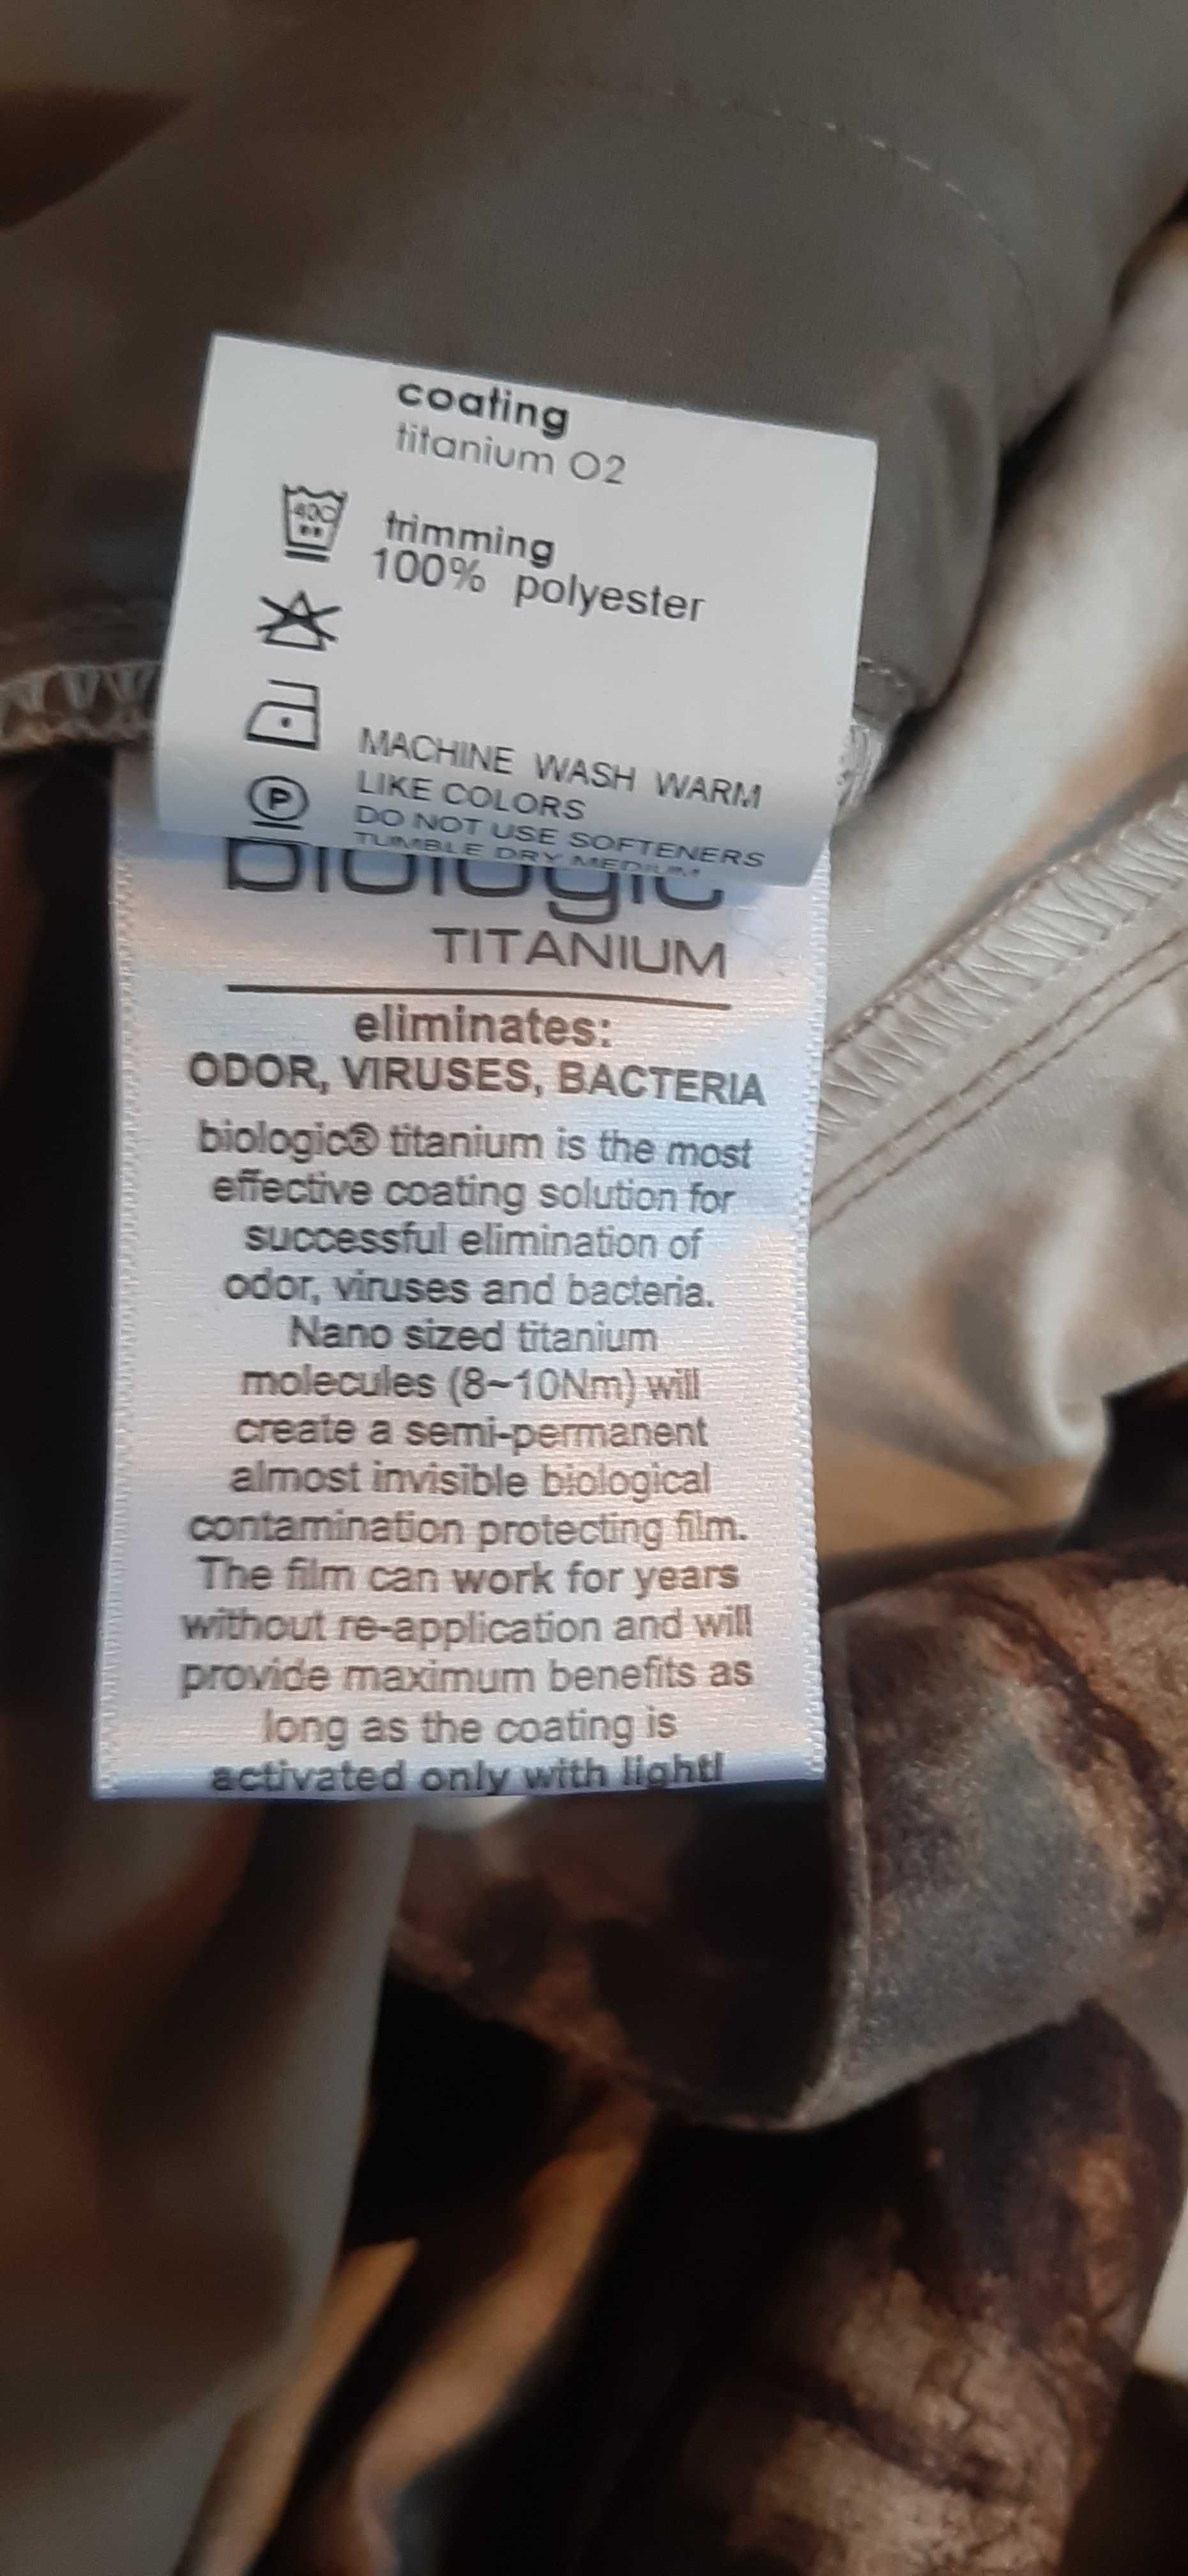 coating
titanium O2
40C
trimming
100% polyester
MACHINE WASH WARM
LIKE COLORS
P
DO NOT USE SOFTENERS
TUMBLE DRY MEDIUM
biologic
TITANIUM
eliminates:
ODOR, VIRUSES, BACTERIA
biologic® titanium is the most
effective coating solution for
successful elimination of
odor, viruses and bacteria.
Nano sized titanium
molecules (8~10Nm) will
create a semi-permanent
almost invisible biological
contamination protecting film.
The film can work for years
without re-application and will
provide maximum benefits as
long as the coating is
activated only with light!